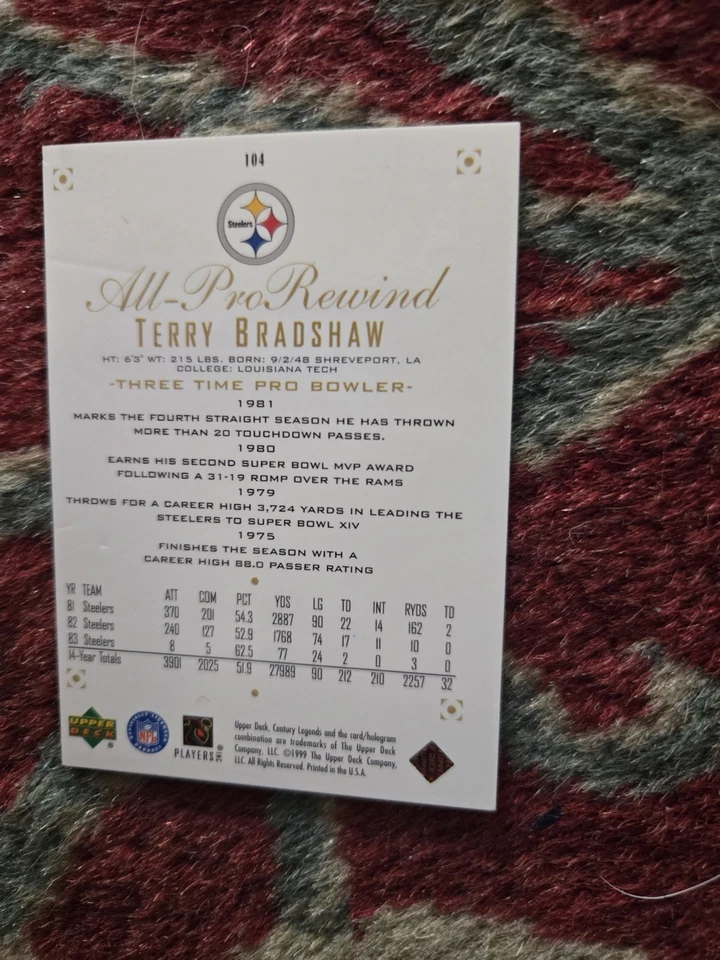 104
Steelers
All-Pro Rewind
TERRY BRADSHAW
HT: 6'3" WT: 215 LBS. BORN: 9/2/48 SHREVEPORT, LA
COLLEGE: LOUISIANA TECH
-THREE TIME PRO BOWLER-
1981
MARKS THE FOURTH STRAIGHT SEASON HE HAS THROWN
MORE THAN 20 TOUCHDOWN PASSES.
1980
EARNS HIS SECOND SUPER BOWL MVP AWARD
FOLLOWING A 31-19 ROMP OVER THE RAMS
1979
THROWS FOR A CAREER HIGH 3,724 YARDS IN LEADING THE
STEELERS TO SUPER BOWL XIV
1975
FINISHES THE SEASON WITH A
CAREER HIGH 88.0 PASSER RATING
YR TEAM ATT COM PCT YDS LG TD INT RYDS TD
81 Steelers 370 201 54.3 2887 90 22 14 162 2
82 Steelers 240 127 52.9 1768 74 17 11 10 0
83 Steelers 8 5 62.5 77 24 2 0 3 0
14-Year Totals 3901 2025 51.9 27989 90 212 210 2257 32
UPPER DECK ®
NFL
PLAYERS INC
Upper Deck, Century Legends and the card/hologram
combination are trademarks of The Upper Deck
Company, LLC. ©1999 The Upper Deck Company,
LLC. All Rights Reserved. Printed in the U.S.A.